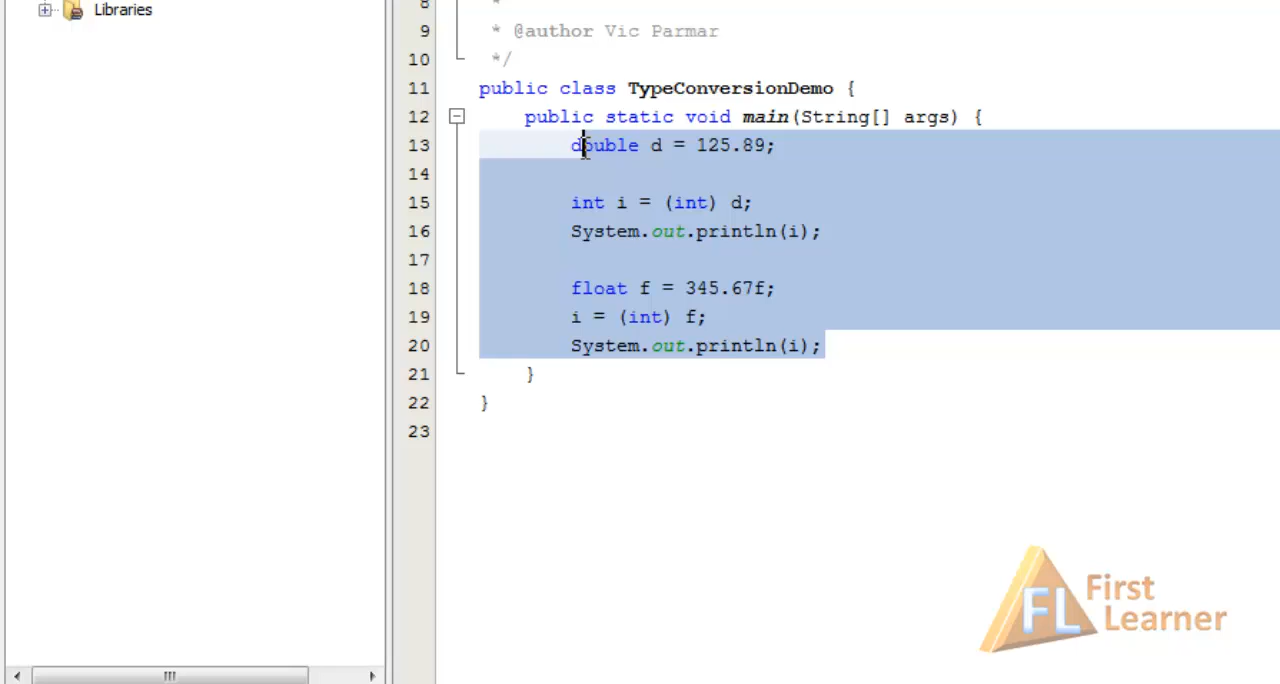 Libraries
8 *
9 * @author Vic Parmar
10 */
11 public class TypeConversionDemo {
12 public static void main(String[] args) {
13 double d = 125.89;
14
15 int i = (int) d;
16 System.out.println(i);
17
18 float f = 345.67f;
19 i = (int) f;
20 System.out.println(i);
21 }
22 }
23
FL First
Learner